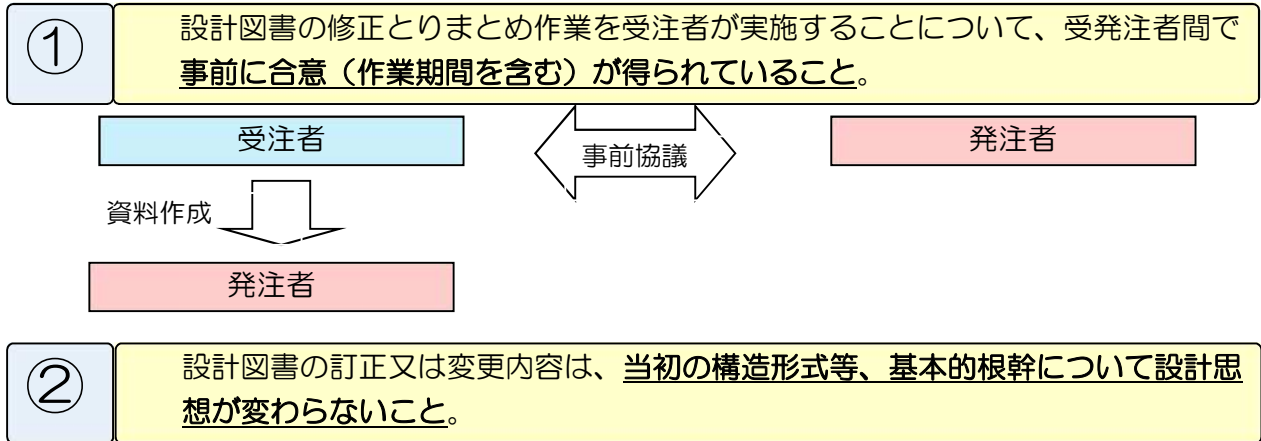 ①
設計図書の修正とりまとめ作業を受注者が実施することについて、受発注者間で
事前に合意（作業期間を含む）が得られていること。
受注者
事前協議
発注者
資料作成
発注者
②
設計図書の訂正又は変更内容は、当初の構造形式等、基本的根幹について設計思
想が変わらないこと。